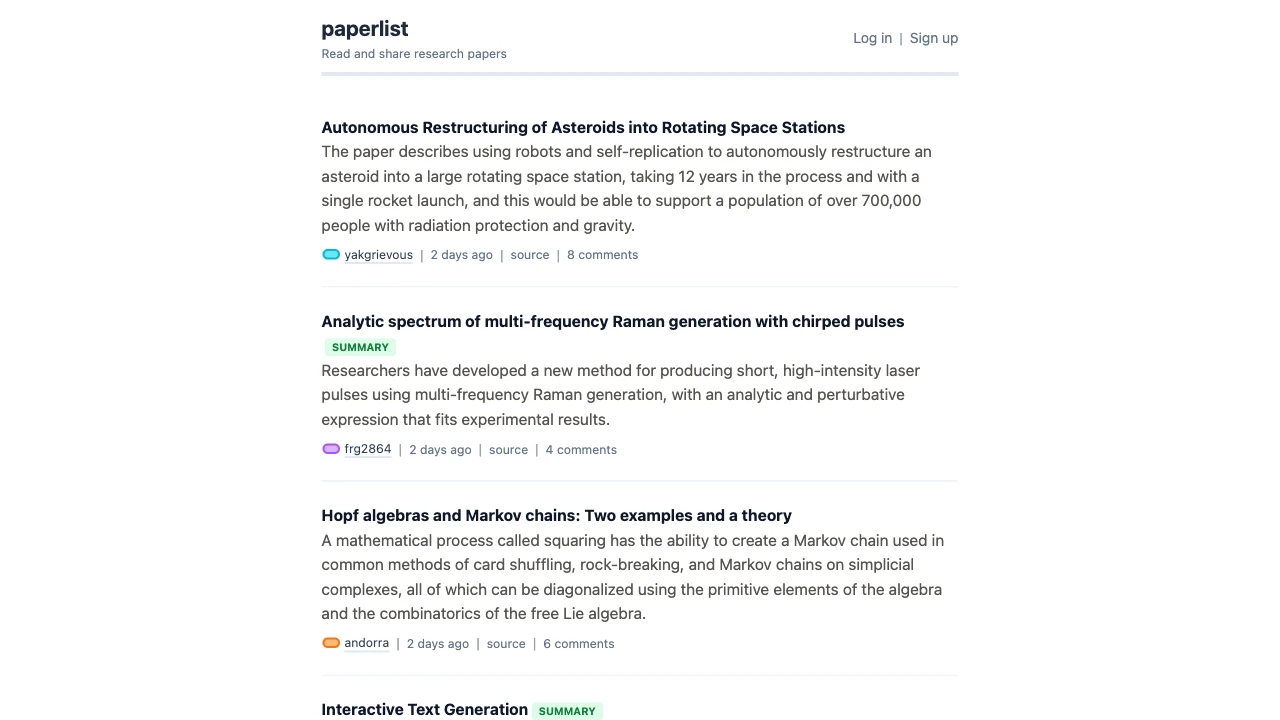 paperlist
Read and share research papers
Log in | Sign up
Autonomous Restructuring of Asteroids into Rotating Space Stations
The paper describes using robots and self-replication to autonomously restructure an
asteroid into a large rotating space station, taking 12 years in the process and with a
single rocket launch, and this would be able to support a population of over 700,000
people with radiation protection and gravity.
yakgrievous | 2 days ago | source | 8 comments
Analytic spectrum of multi-frequency Raman generation with chirped pulses
SUMMARY
Researchers have developed a new method for producing short, high-intensity laser
pulses using multi-frequency Raman generation, with an analytic and perturbative
expression that fits experimental results.
frg2864 | 2 days ago | source | 4 comments
Hopf algebras and Markov chains: Two examples and a theory
A mathematical process called squaring has the ability to create a Markov chain used in
common methods of card shuffling, rock-breaking, and Markov chains on simplicial
complexes, all of which can be diagonalized using the primitive elements of the algebra
and the combinatorics of the free Lie algebra.
andorra | 2 days ago | source | 6 comments
Interactive Text Generation SUMMARY